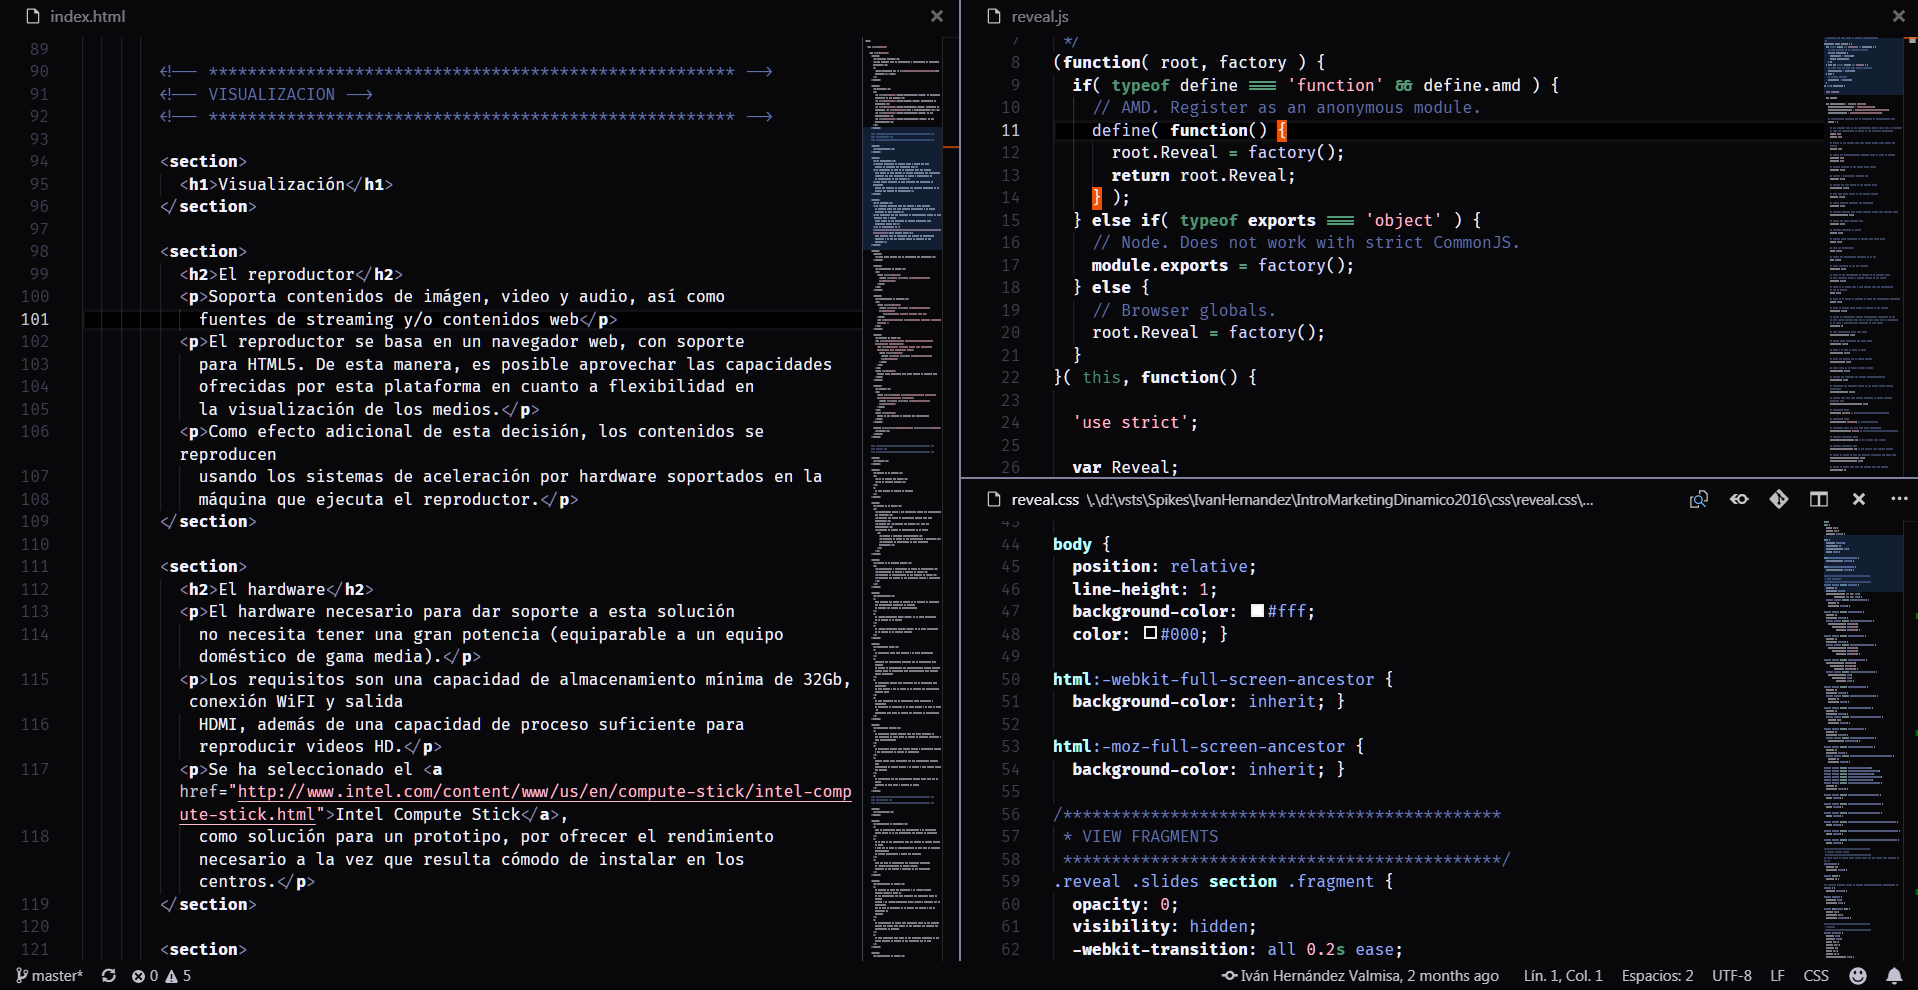 index.html
89
90 <!-- ****************************************************** -->
91 <!-- VISUALIZACION -->
92 <!-- ****************************************************** -->
93
94 <section>
95 <h1>Visualización</h1>
96 </section>
97
98 <section>
99 <h2>El reproductor</h2>
100 <p>Soporta contenidos de imágen, video y audio, así como
101 fuentes de streaming y/o contenidos web</p>
102 <p>El reproductor se basa en un navegador web, con soporte
103 para HTML5. De esta manera, es posible aprovechar las capacidades
104 ofrecidas por esta plataforma en cuanto a flexibilidad en
105 la visualización de los medios.</p>
106 <p>Como efecto adicional de esta decisión, los contenidos se
reproducen
107 usando los sistemas de aceleración por hardware soportados en la
108 máquina que ejecuta el reproductor.</p>
109 </section>
110
111 <section>
112 <h2>El hardware</h2>
113 <p>El hardware necesario para dar soporte a esta solución
114 no necesita tener una gran potencia (equiparable a un equipo
doméstico de gama media).</p>
115 <p>Los requisitos son una capacidad de almacenamiento mínima de 32Gb,
conexión WiFI y salida
116 HDMI, además de una capacidad de proceso suficiente para
reproducir videos HD.</p>
117 <p>Se ha seleccionado el <a
href="http://www.intel.com/content/www/us/en/compute-stick/intel-comp
ute-stick.html">Intel Compute Stick</a>,
118 como solución para un prototipo, por ofrecer el rendimiento
necesario a la vez que resulta cómodo de instalar en los
centros.</p>
119 </section>
120
121 <section>
reveal.js
7 */
8 (function( root, factory ) {
9 if( typeof define === 'function' && define.amd ) {
10 // AMD. Register as an anonymous module.
11 define( function() {
12 root.Reveal = factory();
13 return root.Reveal;
14 } );
15 } else if( typeof exports === 'object' ) {
16 // Node. Does not work with strict CommonJS.
17 module.exports = factory();
18 } else {
19 // Browser globals.
20 root.Reveal = factory();
21 }
22 }( this, function() {
23
24 'use strict';
25
26 var Reveal;
reveal.css \.\d:\vsts\Spikes\IvanHernandez\IntroMarketingDinamico2016\css\reveal.css\...
43
44 body {
45 position: relative;
46 line-height: 1;
47 background-color: #fff;
48 color: #000; }
49
50 html:-webkit-full-screen-ancestor {
51 background-color: inherit; }
52
53 html:-moz-full-screen-ancestor {
54 background-color: inherit; }
55
56 /*********************************************
57 * VIEW FRAGMENTS
58 *********************************************/
59 .reveal .slides section .fragment {
60 opacity: 0;
61 visibility: hidden;
62 -webkit-transition: all 0.2s ease;
master* 0 5 Iván Hernández Valmisa, 2 months ago Lín. 1, Col. 1 Espacios: 2 UTF-8 LF CSS